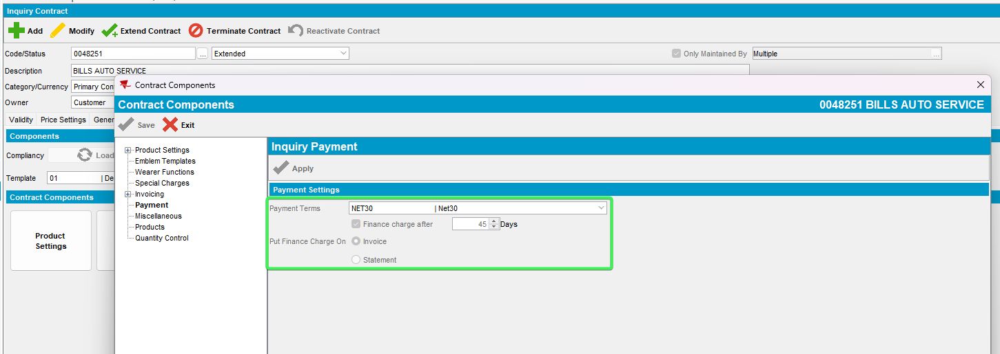 Inquiry Contract
Add Modify Extend Contract Terminate Contract Reactivate Contract
Code/Status 0048251 ... Extended Only Maintained By Multiple ...
Description BILLS AUTO SERVICE
Category/Currency Primary Con
Owner Customer
Validity Price Settings Gener
Components
Compliancy Load
Template 01 | De
Contract Components
Product
Settings
Contract Components
Contract Components 0048251 BILLS AUTO SERVICE
Save Exit
Product Settings
Emblem Templates
Wearer Functions
Special Charges
Invoicing
Payment
Miscellaneous
Products
Quantity Control
Inquiry Payment
Apply
Payment Settings
Payment Terms NET30 | Net30
Finance charge after 45 Days
Put Finance Charge On Invoice
Statement